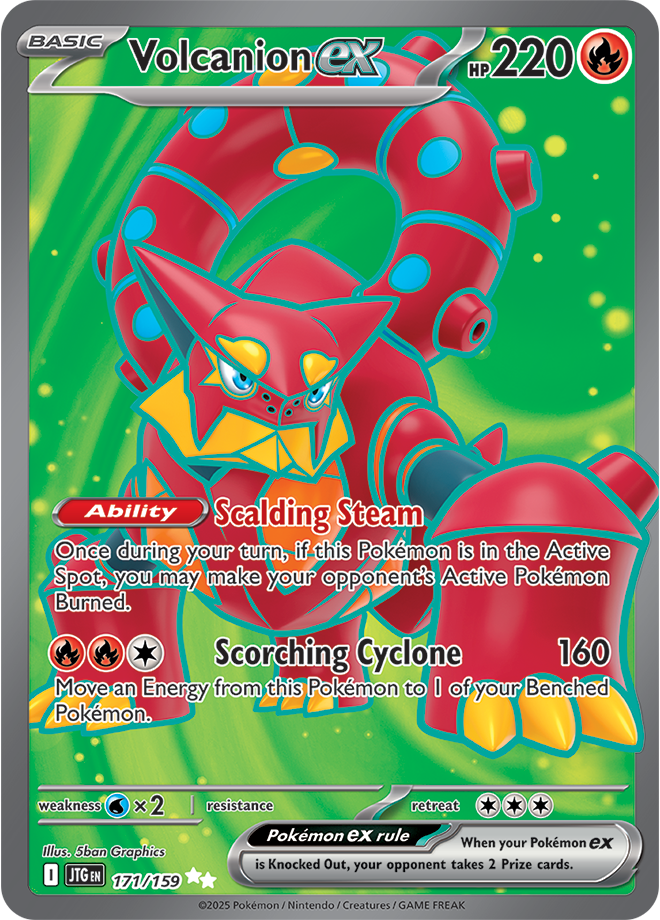 BASIC
Volcanion ex
HP 220
Ability Scalding Steam
Once during your turn, if this Pokémon is in the Active
Spot, you may make your opponent's Active Pokémon
Burned.
Scorching Cyclone 160
Move an Energy from this Pokémon to 1 of your Benched
Pokémon.
weakness ×2 resistance retreat
Pokémon ex rule
When your Pokémon ex
is Knocked Out, your opponent takes 2 Prize cards.
Illus. 5ban Graphics
I JTG EN 171/159
©2025 Pokémon / Nintendo / Creatures / GAME FREAK